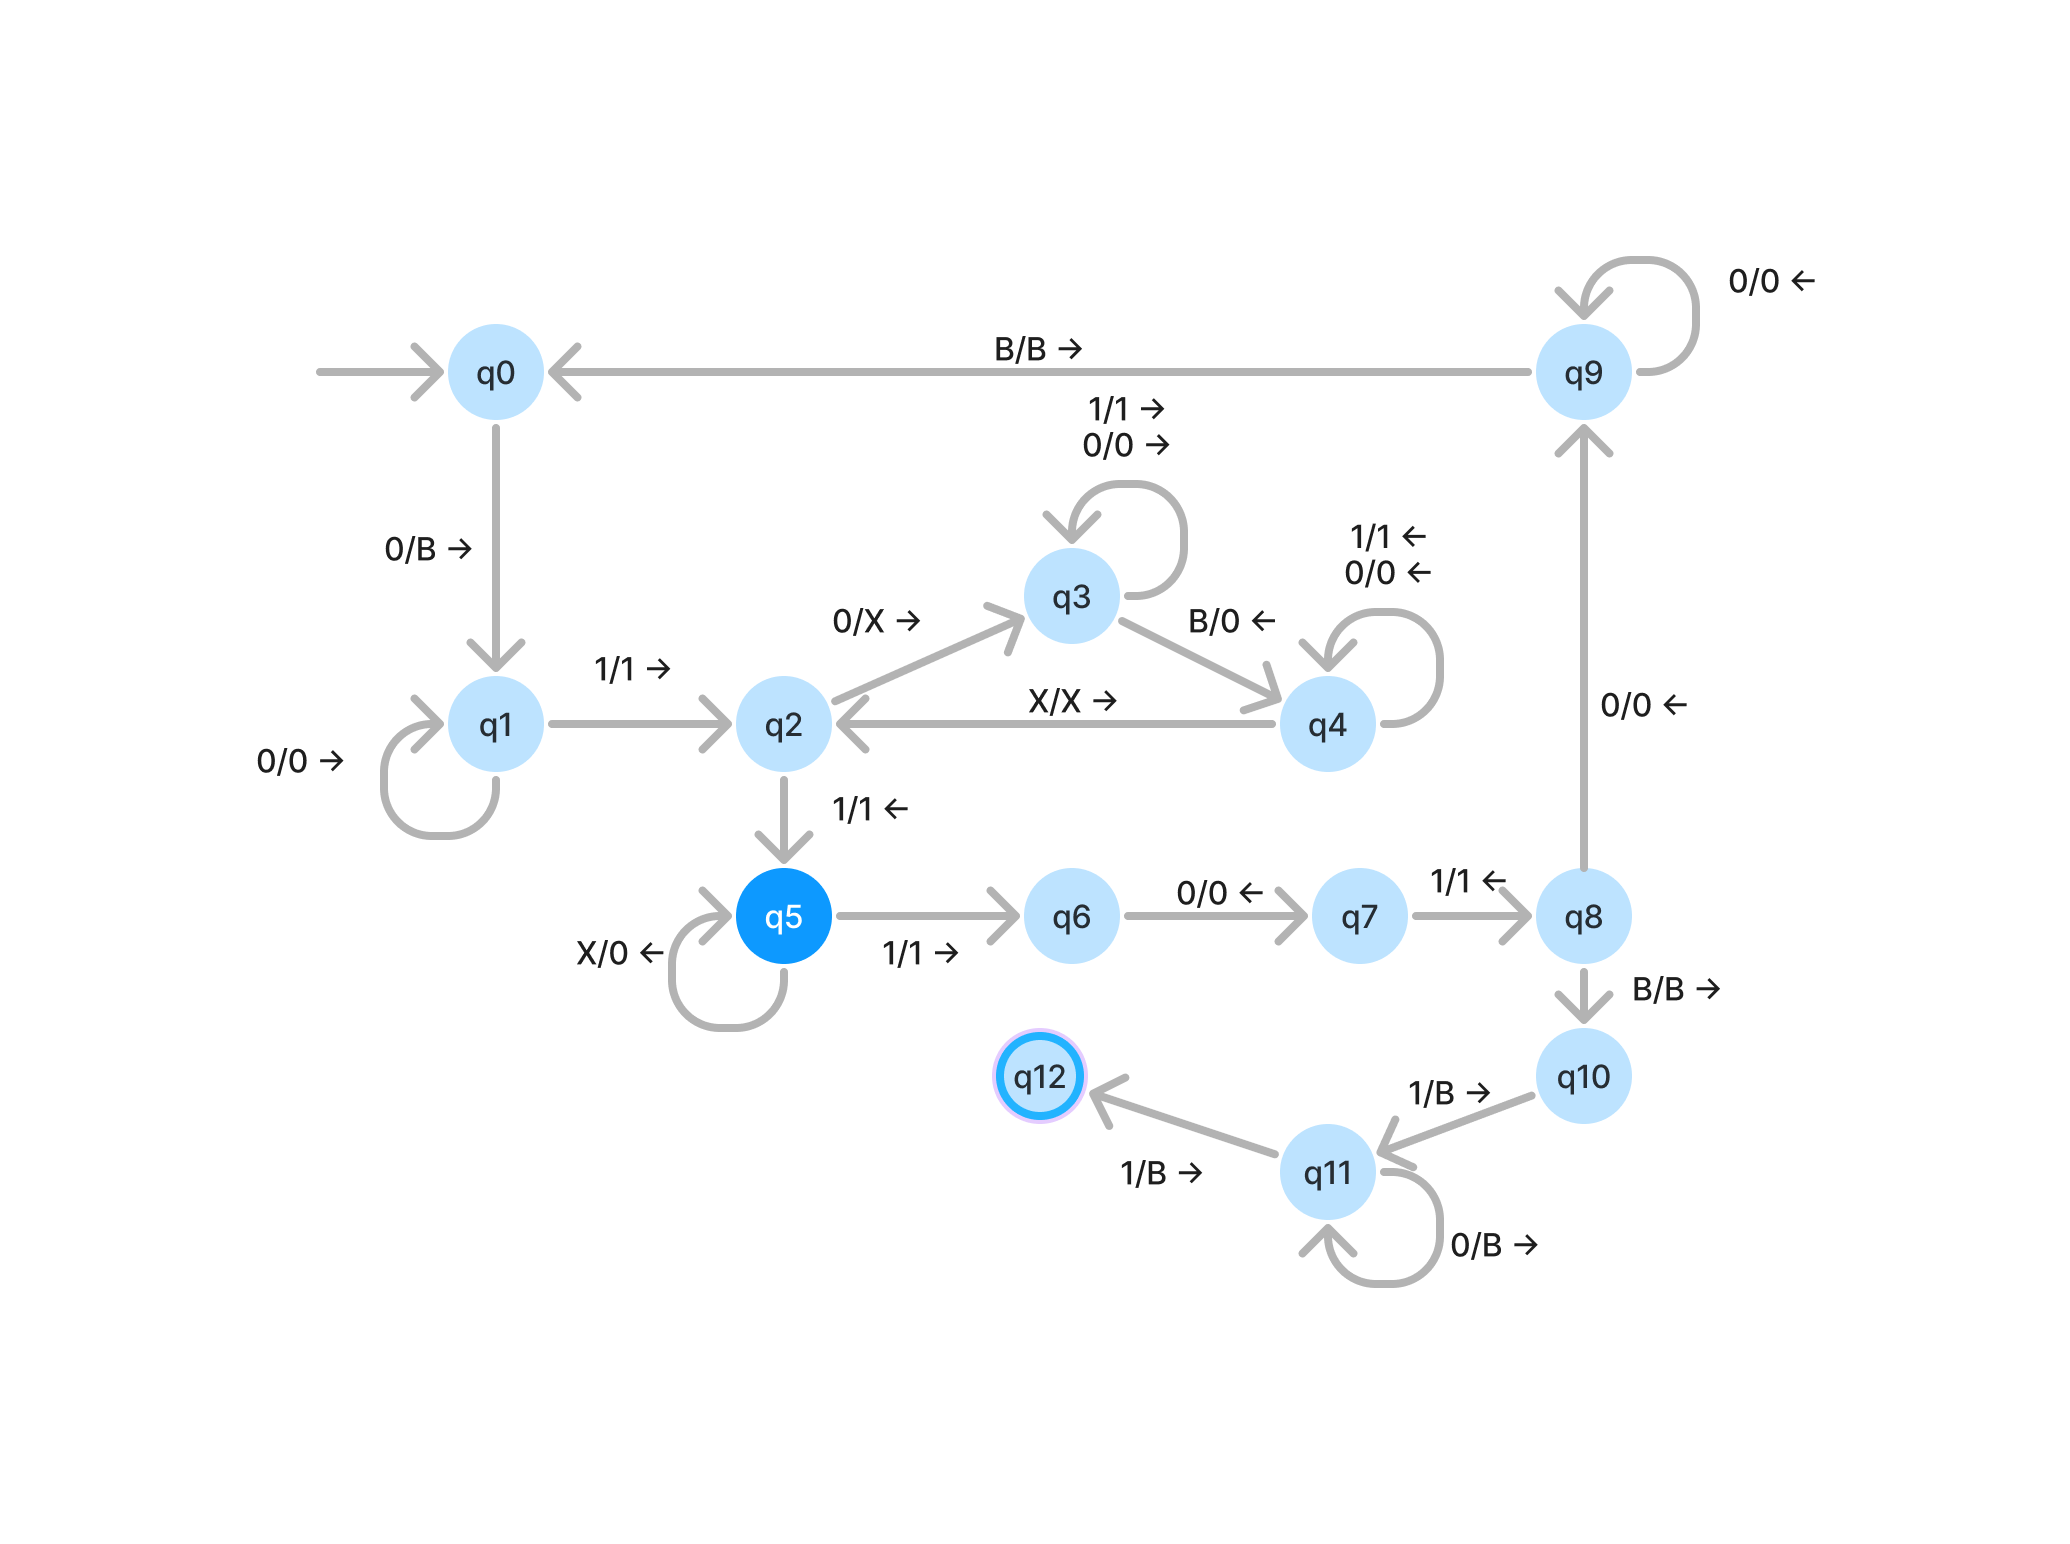 0/0 ←
B/B →
q0
q9
1/1 →
0/0 →
0/B →
1/1 ←
0/0 ←
q3
0/X →
B/0 ←
1/1 →
X/X →
0/0 ←
q1
q2
q4
0/0 →
1/1 ←
1/1 ←
0/0 ←
q5
q6
q7
q8
X/0 ←
1/1 →
B/B →
q12
q10
1/B →
1/B →
q11
0/B →